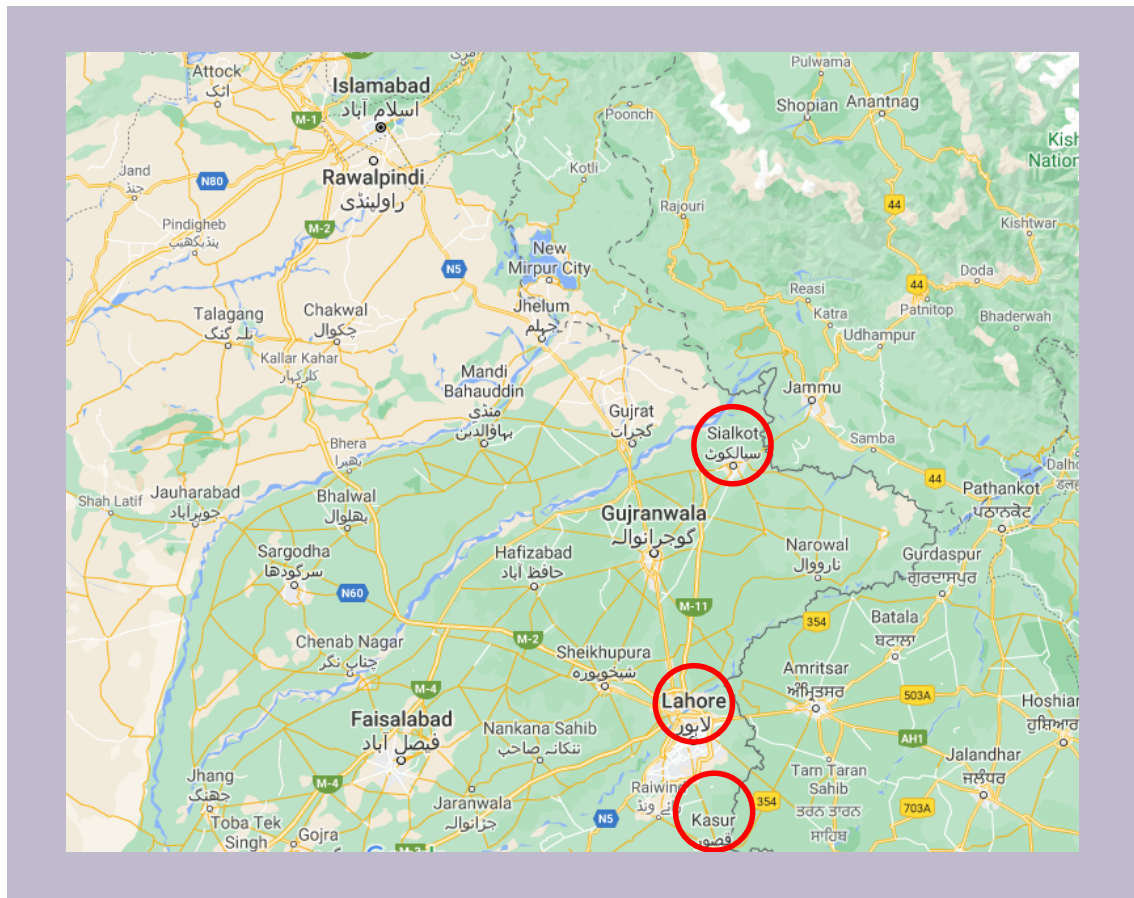 Attock
اٹک
Islamabad
اسلام آباد
M-1
Rawalpindi
راولپنڈی
Jand
جنڈ
N80
Pindigheb
پنڈیگھیب
M-2
Poonch
Kotli
Pulwama
Shopian
Anantnag
Rajouri
44
Kishtwar
New
Mirpur City
N5
Doda
44
Patnitop
Bhaderwah
Reasi
Katra
Udhampur
Talagang
تلہ گنگ
Chakwal
چکوال
Jhelum
جہلم
Kallar Kahar
کلرکہار
Mandi
Bahauddin
منڈی
بہاؤالدین
Jammu
Gujrat
گجرات
Sialkot
سیالکوٹ
Samba
44
Bhera
بھیرا
Shah Latif
Jauharabad
جوہرآباد
Bhalwal
بھلوال
Pathankot
ਪਠਾਨਕੋਟ
Gujranwala
گوجرانوالہ
Sargodha
سرگودھا
N60
Hafizabad
حافظ آباد
Narowal
نارووال
Gurdaspur
ਗੁਰਦਾਸਪੁਰ
M-11
354
Batala
ਬਟਾਲਾ
Chenab Nagar
چناب نگر
M-2
Sheikhupura
شیخوپورہ
Amritsar
ਅੰਮ੍ਰਿਤਸਰ
503A
M-4
Lahore
لاہور
Faisalabad
فیصل آباد
Nankana Sahib
ننکانہ صاحب
AH1
Jalandhar
ਜਲੰਧਰ
Jhang
جھنگ
M-4
Jaranwala
جڑانوالہ
Tarn Taran
Sahib
ਤਰਨ ਤਾਰਨ
ਸਾਹਿਬ
354
703A
Toba Tek
Singh
Gojra
N5
Kasur
قصور